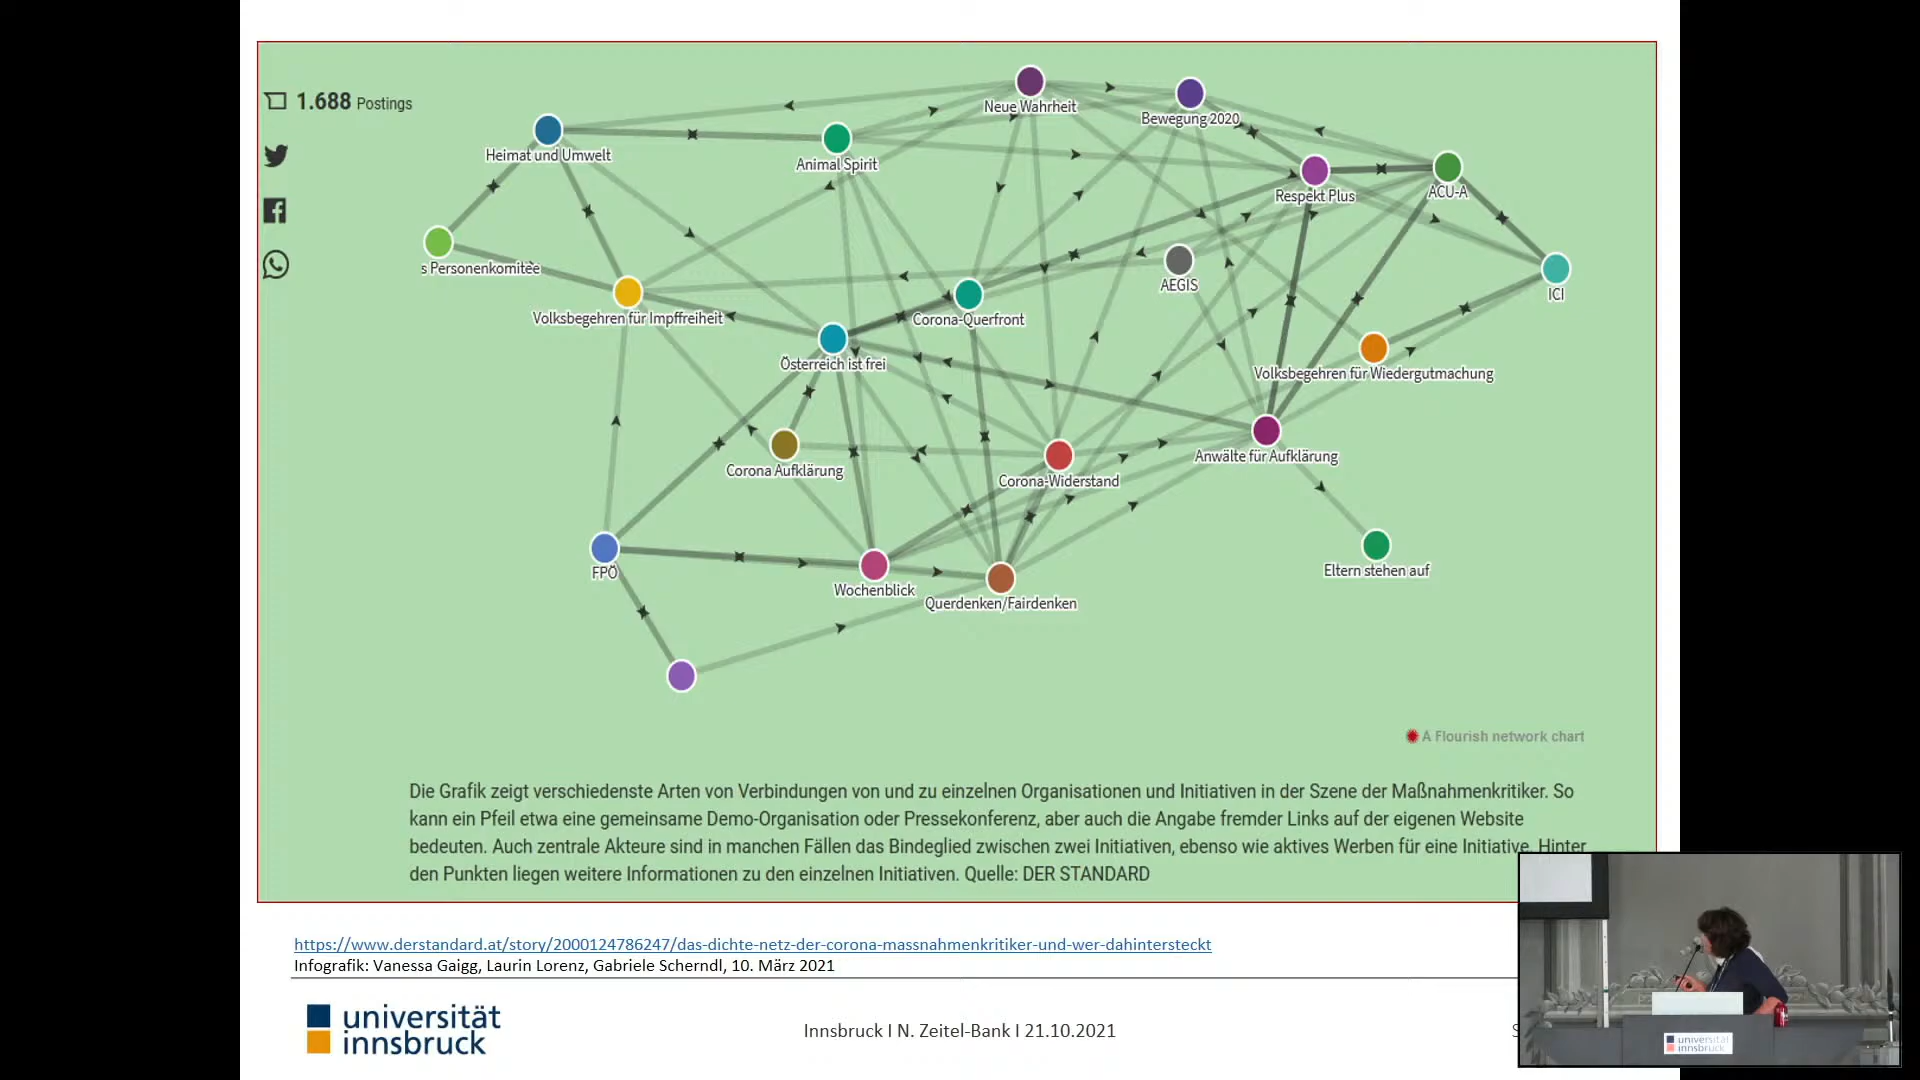 1.688 Postings
Neue Wahrheit
Bewegung 2020
Heimat und Umwelt
Animal Spirit
Respekt Plus
ACU-A
s Personenkomitee
AEGIS
ICI
Volksbegehren für Impffreiheit
Corona-Querfront
Österreich ist frei
Volksbegehren für Wiedergutmachung
Corona Aufklärung
Corona-Widerstand
Anwälte für Aufklärung
FPÖ
Wochenblick
Querdenken/Fairdenken
Eltern stehen auf
A Flourish network chart
Die Grafik zeigt verschiedenste Arten von Verbindungen von und zu einzelnen Organisationen und Initiativen in der Szene der Maßnahmenkritiker. So
kann ein Pfeil etwa eine gemeinsame Demo-Organisation oder Pressekonferenz, aber auch die Angabe fremder Links auf der eigenen Website
bedeuten. Auch zentrale Akteure sind in manchen Fällen das Bindeglied zwischen zwei Initiativen, ebenso wie aktives Werben für eine Initiative. Hinter
den Punkten liegen weitere Informationen zu den einzelnen Initiativen. Quelle: DER STANDARD
https://www.derstandard.at/story/2000124786247/das-dichte-netz-der-corona-massnahmenkritiker-und-wer-dahintersteckt
Infografik: Vanessa Gaigg, Laurin Lorenz, Gabriele Scherndl, 10. März 2021
universität
innsbruck
Innsbruck I N. Zeitel-Bank I 21.10.2021
S
universität
innsbruck